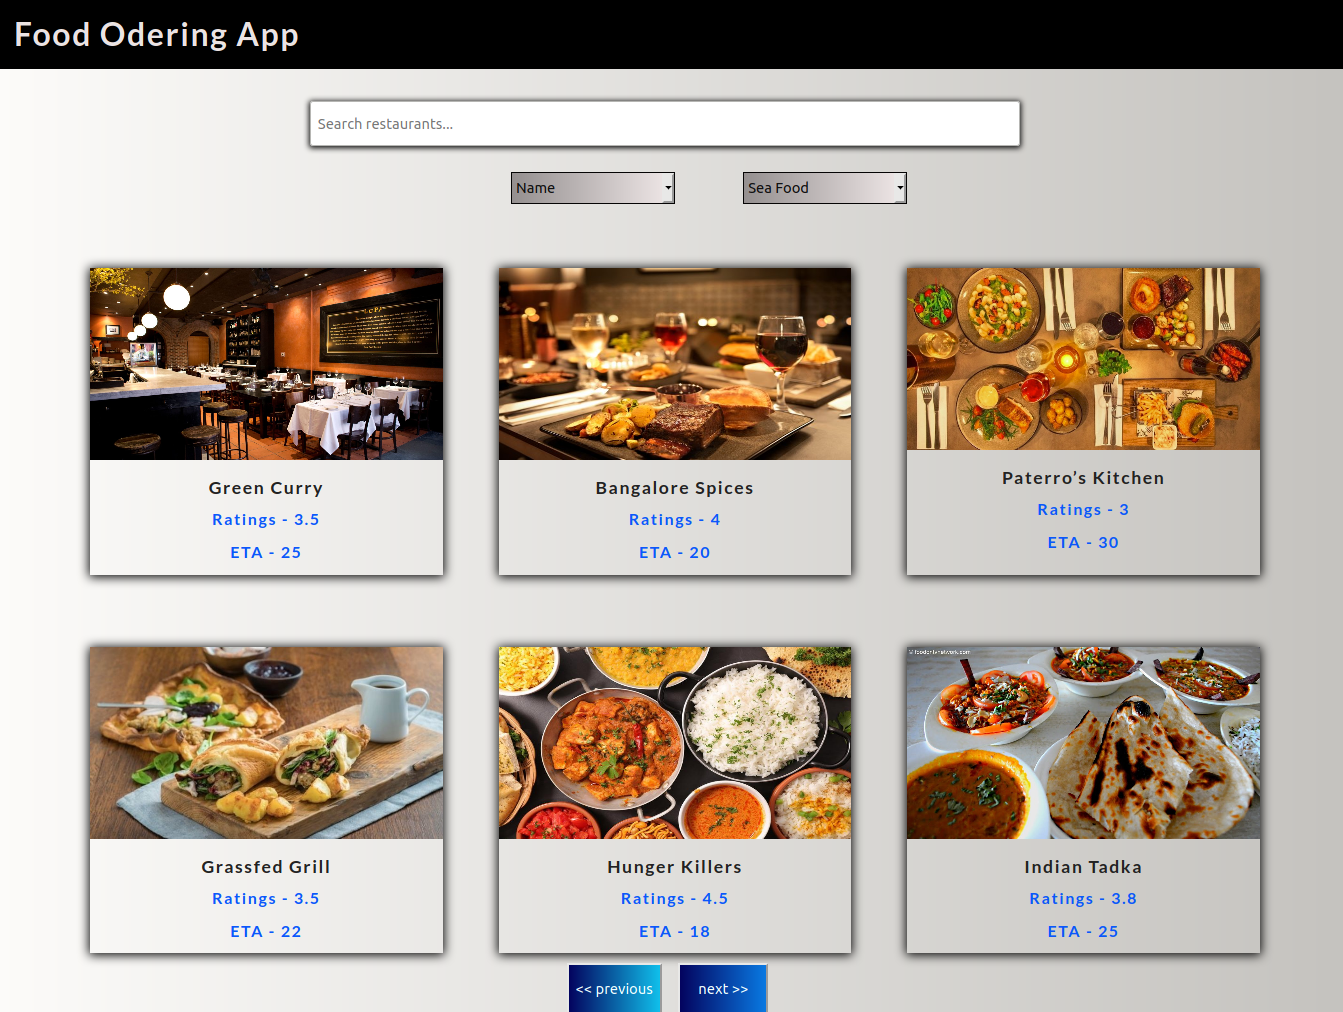 Food Odering App
Search restaurants...
Name
Sea Food
Green Curry
Ratings - 3.5
ETA - 25
Bangalore Spices
Ratings - 4
ETA - 20
Paterro’s Kitchen
Ratings - 3
ETA - 30
© foodonlvnetwork.com
Grassfed Grill
Ratings - 3.5
ETA - 22
Hunger Killers
Ratings - 4.5
ETA - 18
Indian Tadka
Ratings - 3.8
ETA - 25
<< previous
next >>